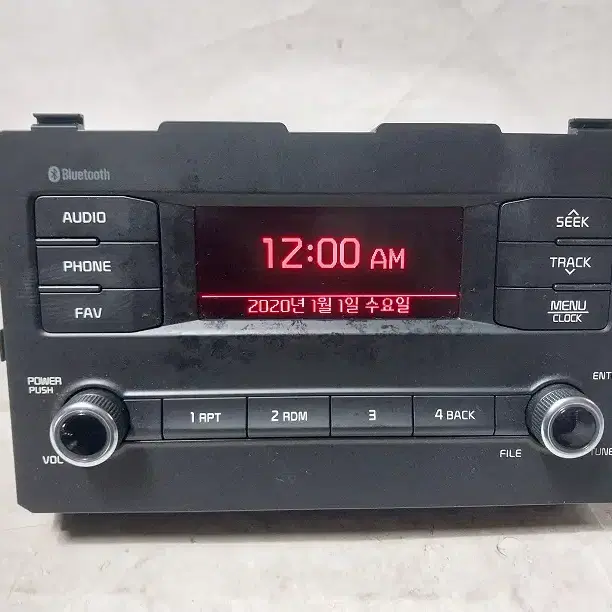 Bluetooth
AUDIO
PHONE
FAV
12:00 AM
2020년 1월 1일 수요일
SEEK
TRACK
MENU
CLOCK
POWER
PUSH
VOL
1 RPT
2 RDM
3
4 BACK
ENT
FILE
TUNE